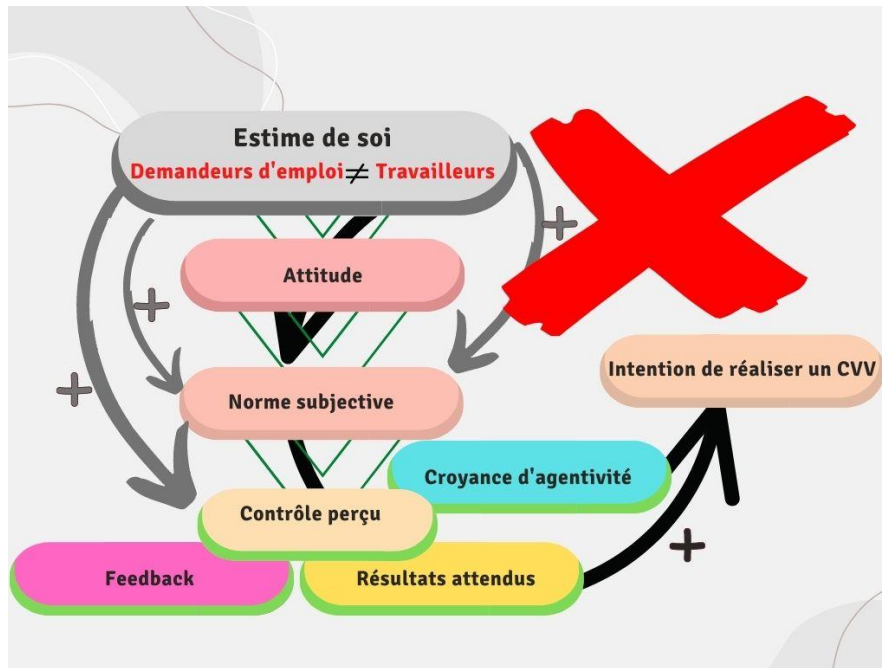 Estime de soi
Demandeurs d'emploi ≠ Travailleurs
+
Attitude
+
Intention de réaliser un CVV
+
Norme subjective
Croyance d'agentivité
Contrôle perçu
+
Feedback
Résultats attendus